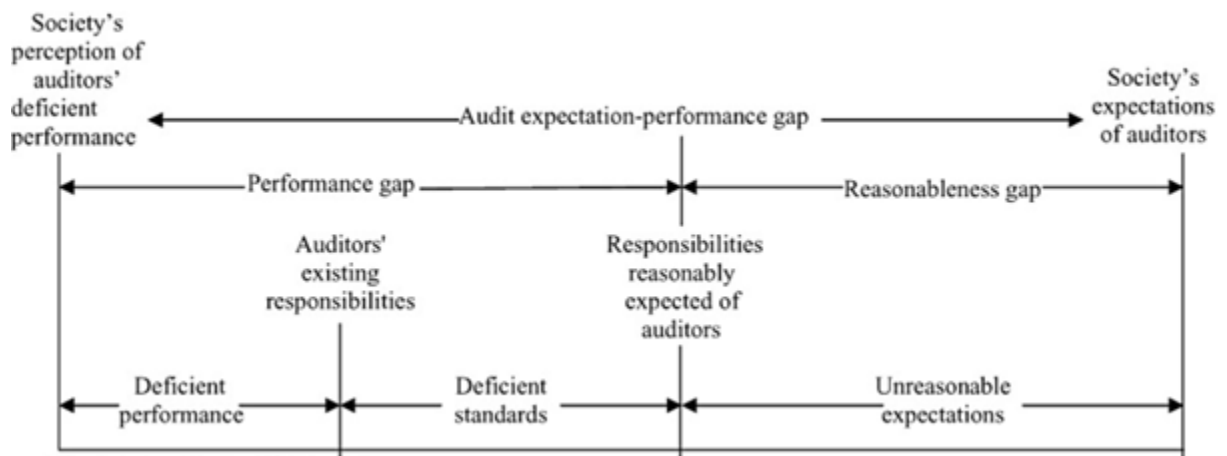 Society’s
perception of
auditors’
deficient
performance
Audit expectation-performance gap
Society’s
expectations
of auditors
Performance gap
Reasonableness gap
Auditors'
existing
responsibilities
Responsibilities
reasonably
expected of
auditors
Deficient
performance
Deficient
standards
Unreasonable
expectations